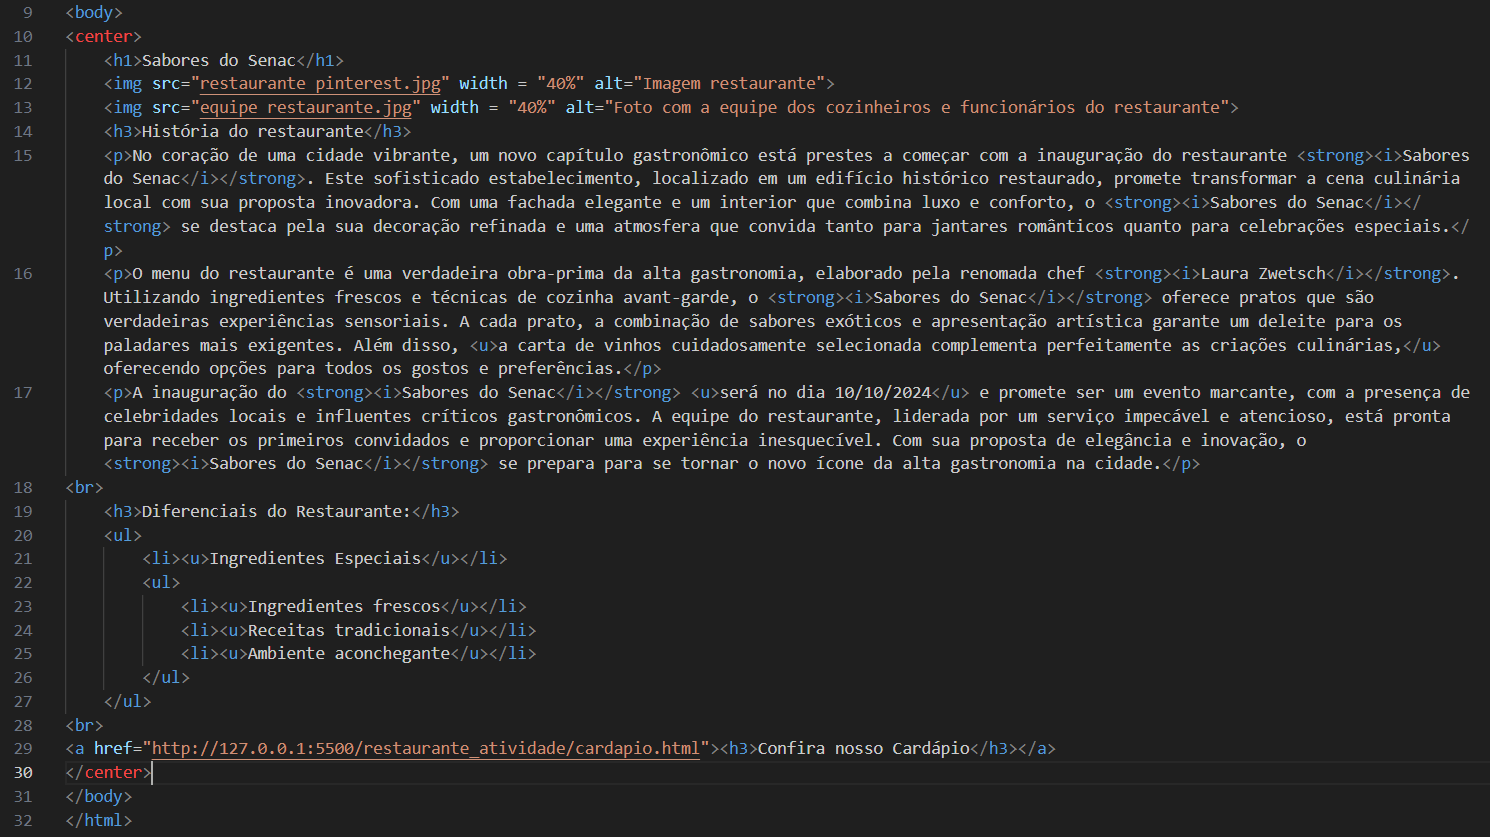 9 <body>
10 <center>
11 <h1>Sabores do Senac</h1>
12 <img src="restaurante pinterest.jpg" width = "40%" alt="Imagem restaurante">
13 <img src="equipe restaurante.jpg" width = "40%" alt="Foto com a equipe dos cozinheiros e funcionários do restaurante">
14 <h3>História do restaurante</h3>
15 <p>No coração de uma cidade vibrante, um novo capítulo gastronômico está prestes a começar com a inauguração do restaurante <strong><i>Sabores
do Senac</i></strong>. Este sofisticado estabelecimento, localizado em um edifício histórico restaurado, promete transformar a cena culinária
local com sua proposta inovadora. Com uma fachada elegante e um interior que combina luxo e conforto, o <strong><i>Sabores do Senac</i></
strong> se destaca pela sua decoração refinada e uma atmosfera que convida tanto para jantares românticos quanto para celebrações especiais.</
p>
16 <p>O menu do restaurante é uma verdadeira obra-prima da alta gastronomia, elaborado pela renomada chef <strong><i>Laura Zwetsch</i></strong>.
Utilizando ingredientes frescos e técnicas de cozinha avant-garde, o <strong><i>Sabores do Senac</i></strong> oferece pratos que são
verdadeiras experiências sensoriais. A cada prato, a combinação de sabores exóticos e apresentação artística garante um deleite para os
paladares mais exigentes. Além disso, <u>a carta de vinhos cuidadosamente selecionada complementa perfeitamente as criações culinárias,</u>
oferecendo opções para todos os gostos e preferências.</p>
17 <p>A inauguração do <strong><i>Sabores do Senac</i></strong> <u>será no dia 10/10/2024</u> e promete ser um evento marcante, com a presença de
celebridades locais e influentes críticos gastronômicos. A equipe do restaurante, liderada por um serviço impecável e atencioso, está pronta
para receber os primeiros convidados e proporcionar uma experiência inesquecível. Com sua proposta de elegância e inovação, o
<strong><i>Sabores do Senac</i></strong> se prepara para se tornar o novo ícone da alta gastronomia na cidade.</p>
18 <br>
19 <h3>Diferenciais do Restaurante:</h3>
20 <ul>
21 <li><u>Ingredientes Especiais</u></li>
22 <ul>
23 <li><u>Ingredientes frescos</u></li>
24 <li><u>Receitas tradicionais</u></li>
25 <li><u>Ambiente aconchegante</u></li>
26 </ul>
27 </ul>
28 <br>
29 <a href="http://127.0.0.1:5500/restaurante_atividade/cardapio.html"><h3>Confira nosso Cardápio</h3></a>
30 </center>
31 </body>
32 </html>